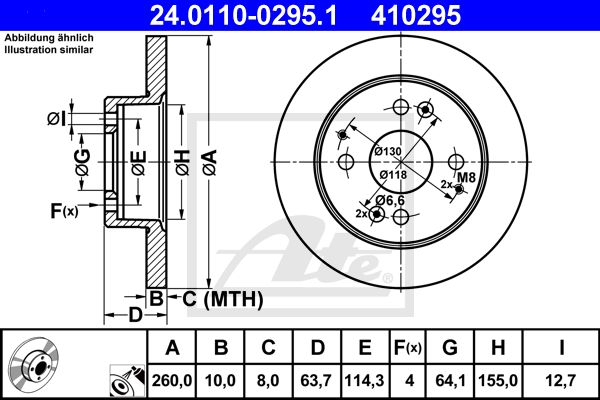 24.0110-0295.1 410295
Abbildung ähnlich
Illustration similar
ØI
ØG
ØE
ØH
ØA
F(x)
B
C (MTH)
D
Ø130
Ø118
Ø6,6
2x
2x
M8
Ate
A B C D E F(x) G H I
260,0 10,0 8,0 63,7 114,3 4 64,1 155,0 12,7